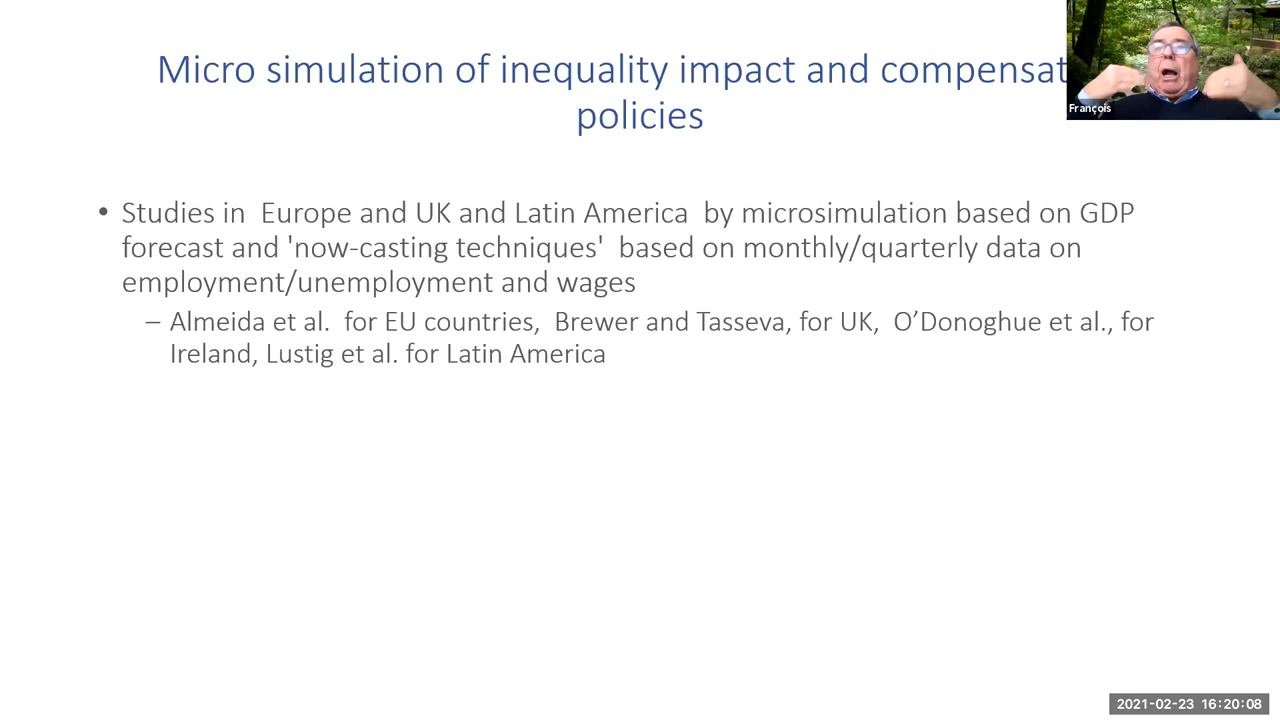 Micro simulation of inequality impact and compensat
policies
François
• Studies in Europe and UK and Latin America by microsimulation based on GDP
forecast and 'now-casting techniques' based on monthly/quarterly data on
employment/unemployment and wages
– Almeida et al. for EU countries, Brewer and Tasseva, for UK, O’Donoghue et al., for
Ireland, Lustig et al. for Latin America
2021-02-23 16:20:08